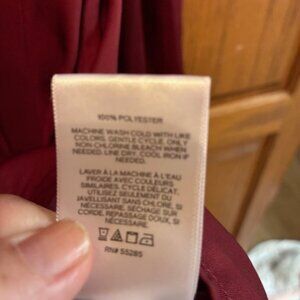 100% POLYESTER
MACHINE WASH COLD WITH LIKE
COLORS. GENTLE CYCLE. ONLY
NON-CHLORINE BLEACH WHEN
NEEDED. LINE DRY. COOL IRON IF
NEEDED.
LAVER À LA MACHINE À L'EAU
FROIDE AVEC COULEURS
SIMILAIRES. CYCLE DÉLICAT.
UTILISEZ SEULEMENT DU
JAVELLISANT SANS CHLORE, SI
NÉCESSAIRE. SÉCHAGE SUR
CORDE. REPASSAGE DOUX, SI
NÉCESSAIRE.
RN# 55285